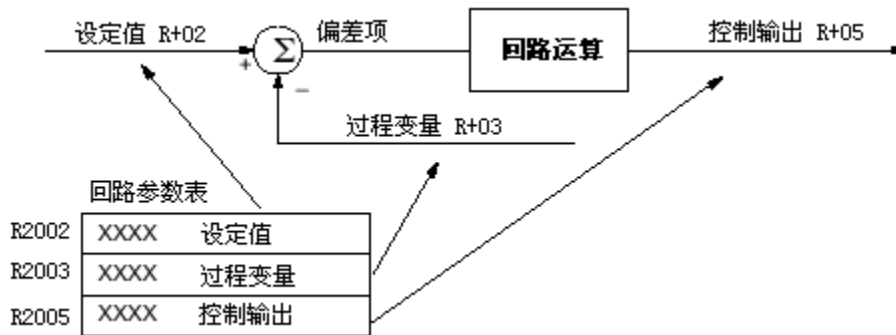 设定值 R+02
+
Σ
偏差项
回路运算
控制输出 R+05
−
过程变量 R+03
回路参数表
R2002 XXXX 设定值
R2003 XXXX 过程变量
R2005 XXXX 控制输出